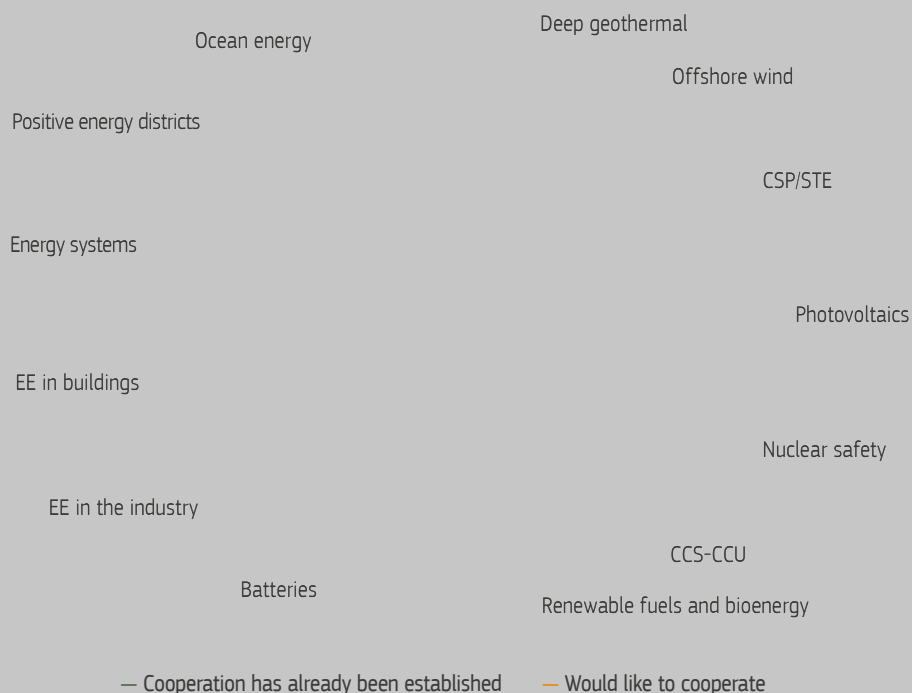 Deep geothermal
Ocean energy
Offshore wind
Positive energy districts
CSP/STE
Energy systems
Photovoltaics
EE in buildings
Nuclear safety
EE in the industry
CCS-CCU
Batteries
Renewable fuels and bioenergy
Cooperation has already been established
Would like to cooperate